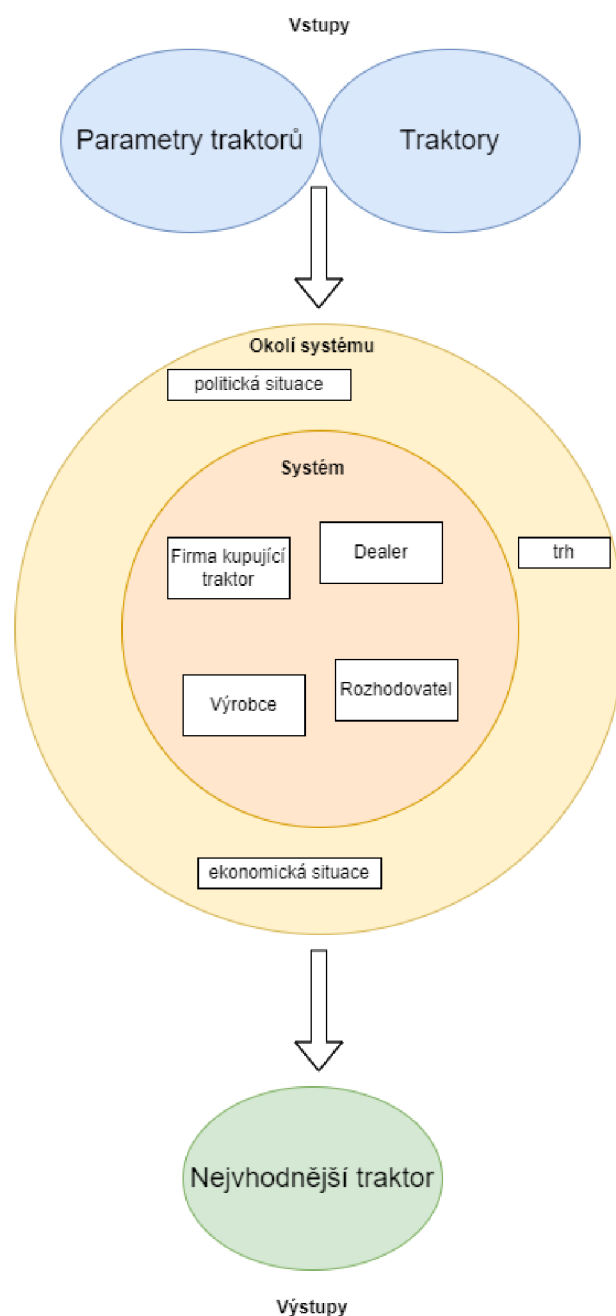 Vstupy
Parametry traktorů
Traktory
Okolí systému
politická situace
Systém
Firma kupující
traktor
Dealer
trh
Výrobce
Rozhodovatel
ekonomická situace
Nejvhodnější traktor
Výstupy